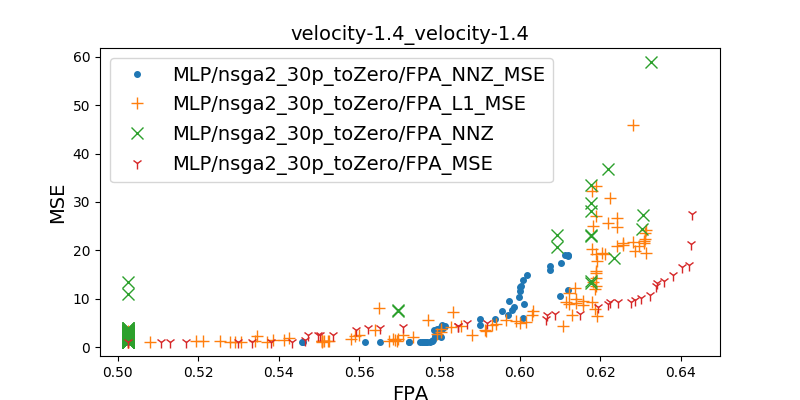 velocity-1.4_velocity-1.4
MLP/nsga2_30p_toZero/FPA_NNZ_MSE
MLP/nsga2_30p_toZero/FPA_L1_MSE
MLP/nsga2_30p_toZero/FPA_NNZ
MLP/nsga2_30p_toZero/FPA_MSE
MSE
60
50
40
30
20
10
0
0.50 0.52 0.54 0.56 0.58 0.60 0.62 0.64
FPA